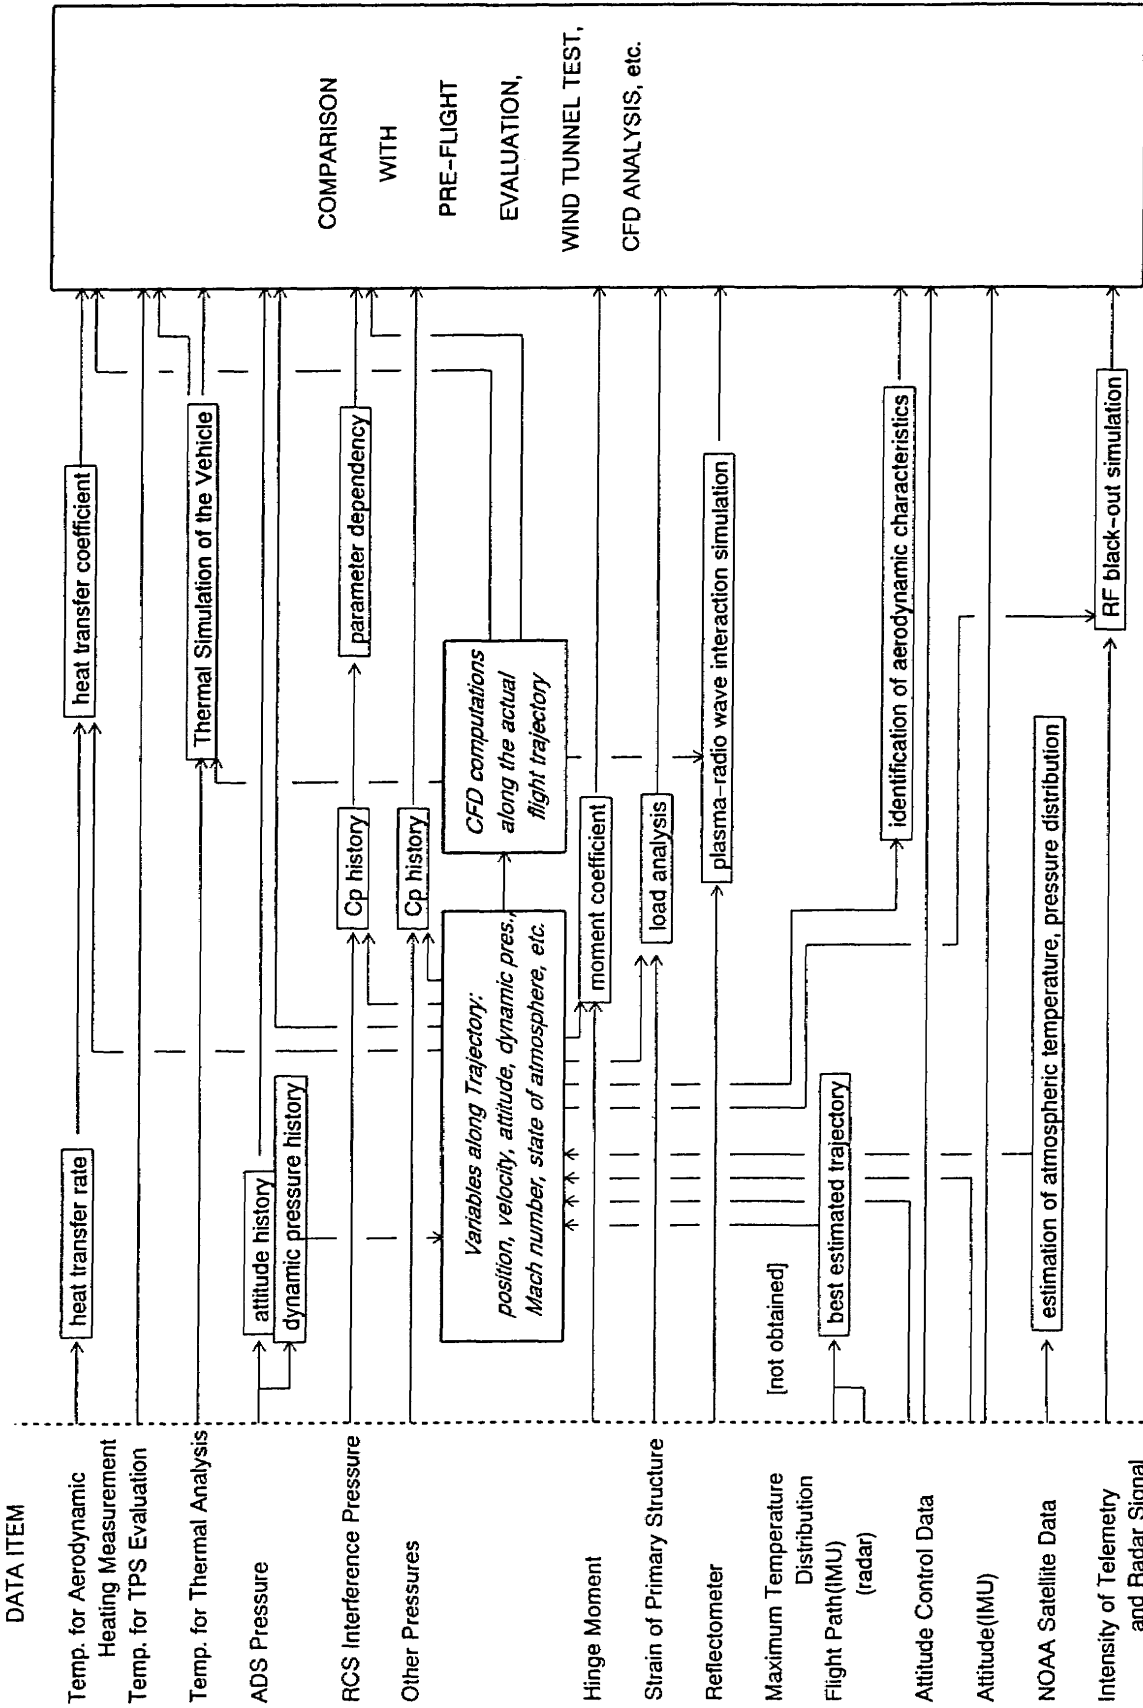 DATA ITEM
Temp. for Aerodynamic
Heating Measurement
Temp. for TPS Evaluation
Temp. for Thermal Analysis
ADS Pressure
RCS Interference Pressure
Other Pressures
Hinge Moment
Strain of Primary Structure
Reflectometer
Maximum Temperature
Distribution
Flight Path(IMU)
(radar)
Attitude Control Data
Attitude(IMU)
NOAA Satellite Data
Intensity of Telemetry
and Radar Signal
heat transfer rate
heat transfer coefficient
Thermal Simulation of the Vehicle
attitude history
dynamic pressure history
Cp history
parameter dependency
Cp history
Variables along Trajectory:
position, velocity, attitude, dynamic pres.,
Mach number, state of atmosphere, etc.
CFD computations
along the actual
flight trajectory
moment coefficient
load analysis
plasma-radio wave interaction simulation
[not obtained]
best estimated trajectory
identification of aerodynamic characteristics
estimation of atmospheric temperature, pressure distribution
RF black-out simulation
COMPARISON
WITH
PRE-FLIGHT
EVALUATION,
WIND TUNNEL TEST,
CFD ANALYSIS, etc.